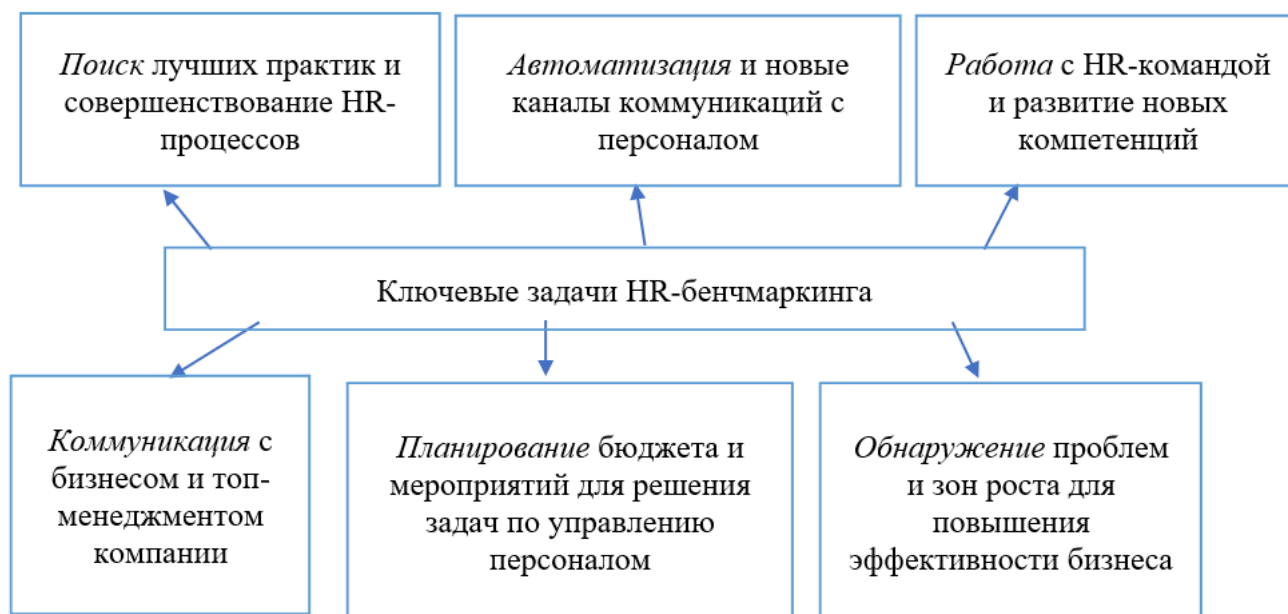 Поиск лучших практик и
совершенствование HR-
процессов
Автоматизация и новые
каналы коммуникаций с
персоналом
Работа с HR-командой
и развитие новых
компетенций
Ключевые задачи HR-бенчмаркинга
Коммуникация с
бизнесом и топ-
менеджментом
компании
Планирование бюджета и
мероприятий для решения
задач по управлению
персоналом
Обнаружение проблем
и зон роста для
повышения
эффективности бизнеса